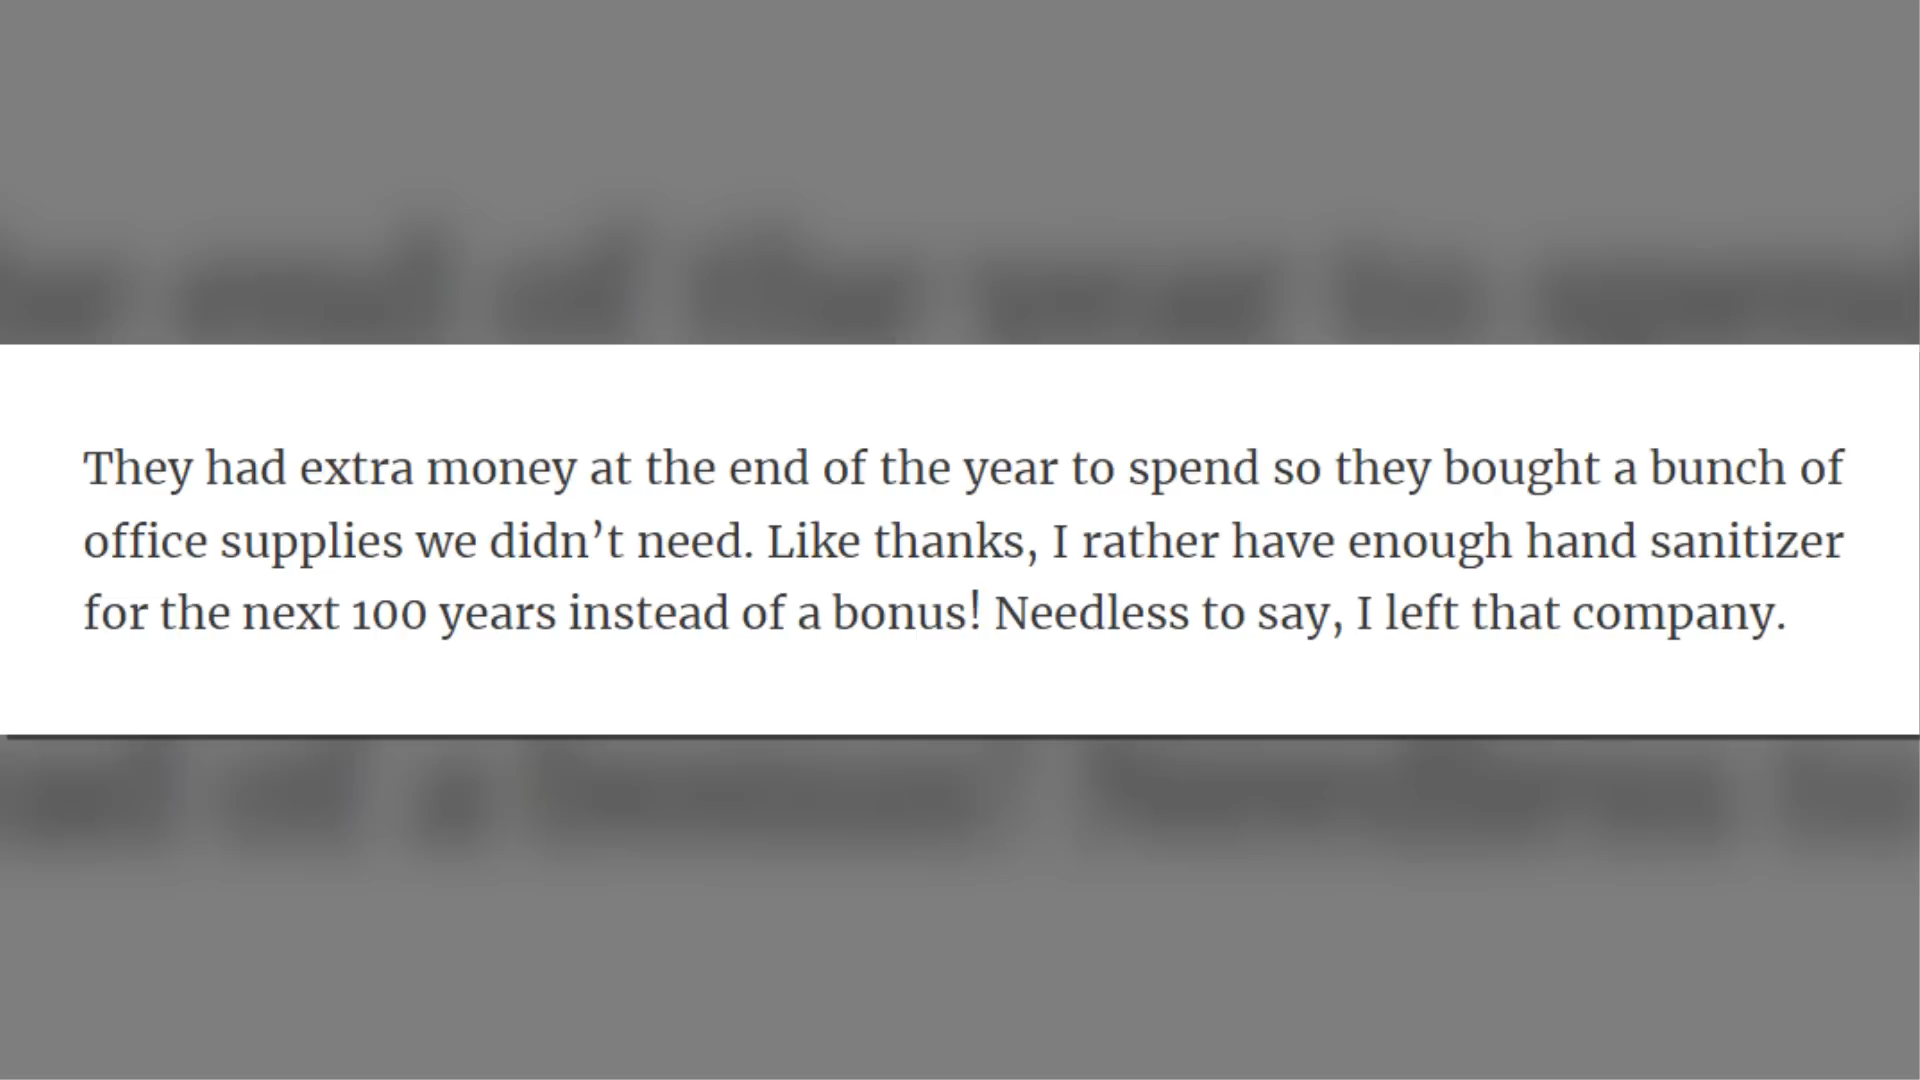 They had extra money at the end of the year to spend so they bought a bunch of
office supplies we didn’t need. Like thanks, I rather have enough hand sanitizer
for the next 100 years instead of a bonus! Needless to say, I left that company.